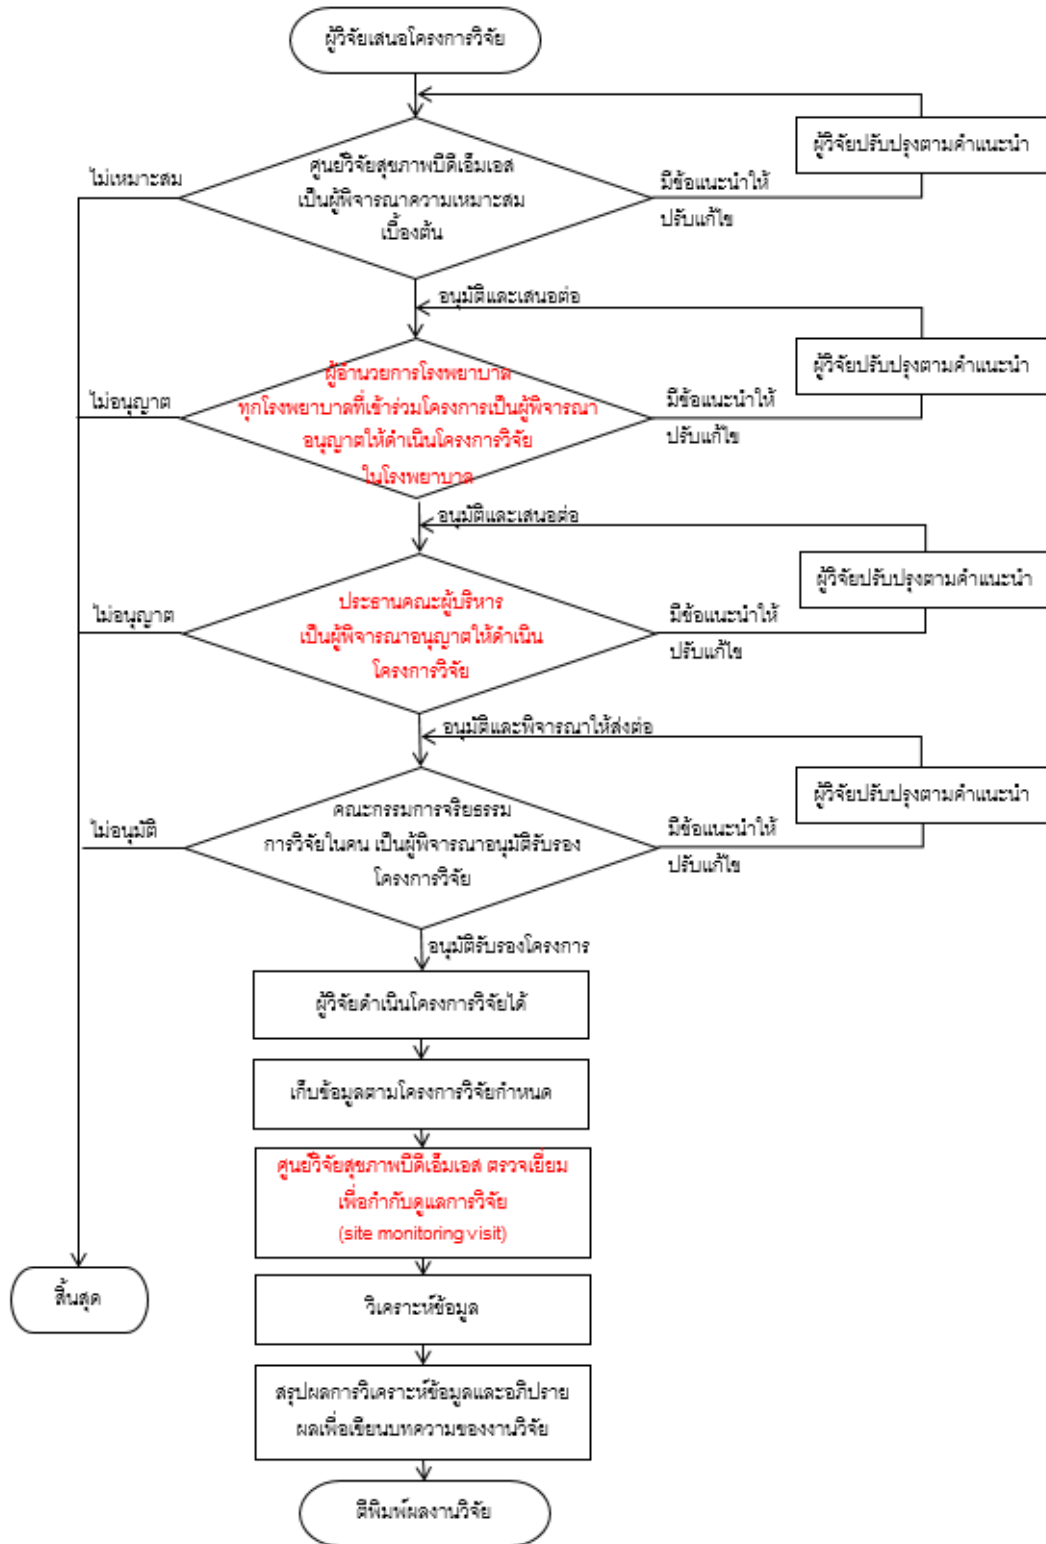 ผู้วิจัยเสนอโครงการวิจัย
ผู้วิจัยปรับปรุงตามคำแนะนำ
ศูนย์วิจัยสุขภาพบีดีเอ็มเอส
เป็นผู้พิจารณาความเหมาะสม
เบื้องต้น
ไม่เหมาะสม
มีข้อแนะนำให้
ปรับแก้ไข
อนุมัติและเสนอต่อ
ผู้วิจัยปรับปรุงตามคำแนะนำ
ผู้อำนวยการโรงพยาบาล
ทุกโรงพยาบาลที่เข้าร่วมโครงการเป็นผู้พิจารณา
อนุญาตให้ดำเนินโครงการวิจัย
ในโรงพยาบาล
ไม่อนุญาต
มีข้อแนะนำให้
ปรับแก้ไข
อนุมัติและเสนอต่อ
ผู้วิจัยปรับปรุงตามคำแนะนำ
ประธานคณะผู้บริหาร
เป็นผู้พิจารณาอนุญาตให้ดำเนิน
โครงการวิจัย
ไม่อนุญาต
มีข้อแนะนำให้
ปรับแก้ไข
อนุมัติและพิจารณาให้ส่งต่อ
ผู้วิจัยปรับปรุงตามคำแนะนำ
คณะกรรมการจริยธรรม
การวิจัยในคน เป็นผู้พิจารณาอนุมัติรับรอง
โครงการวิจัย
ไม่อนุมัติ
มีข้อแนะนำให้
ปรับแก้ไข
อนุมัติรับรองโครงการ
ผู้วิจัยดำเนินโครงการวิจัยได้
เก็บข้อมูลตามโครงการวิจัยกำหนด
ศูนย์วิจัยสุขภาพบีดีเอ็มเอส ตรวจเยี่ยม
เพื่อกำกับดูแลการวิจัย
(site monitoring visit)
สิ้นสุด
วิเคราะห์ข้อมูล
สรุปผลการวิเคราะห์ข้อมูลและอภิปราย
ผลเพื่อเขียนบทความของงานวิจัย
ตีพิมพ์ผลงานวิจัย